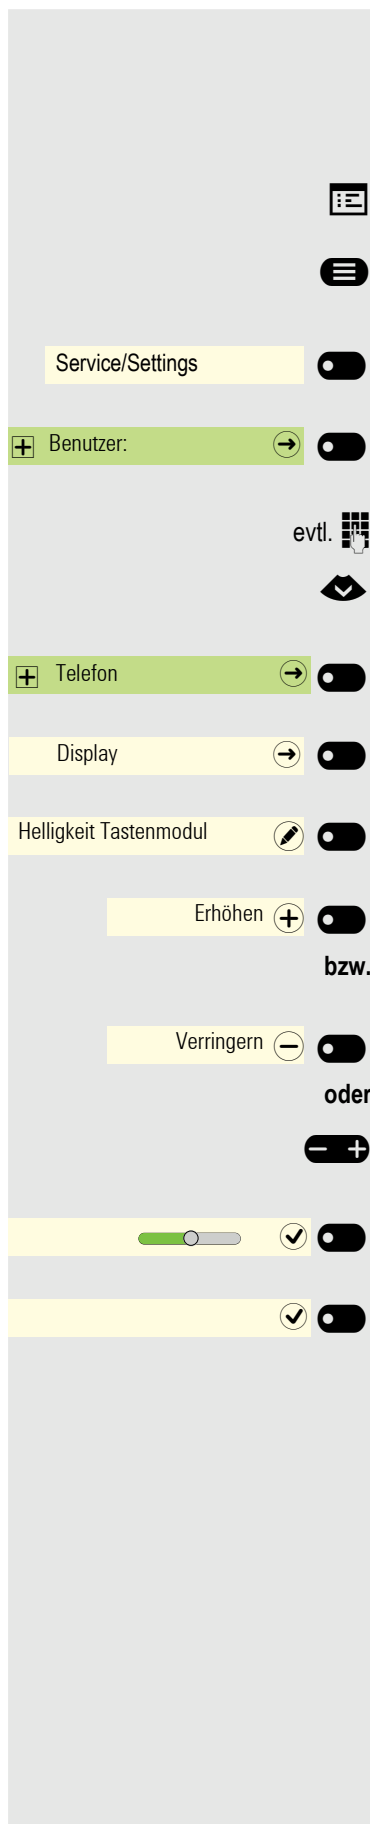 Service/Settings
Benutzer:
evtl.
Telefon
Display
Helligkeit Tastenmodul
Erhöhen
bzw.
Verringern
oder